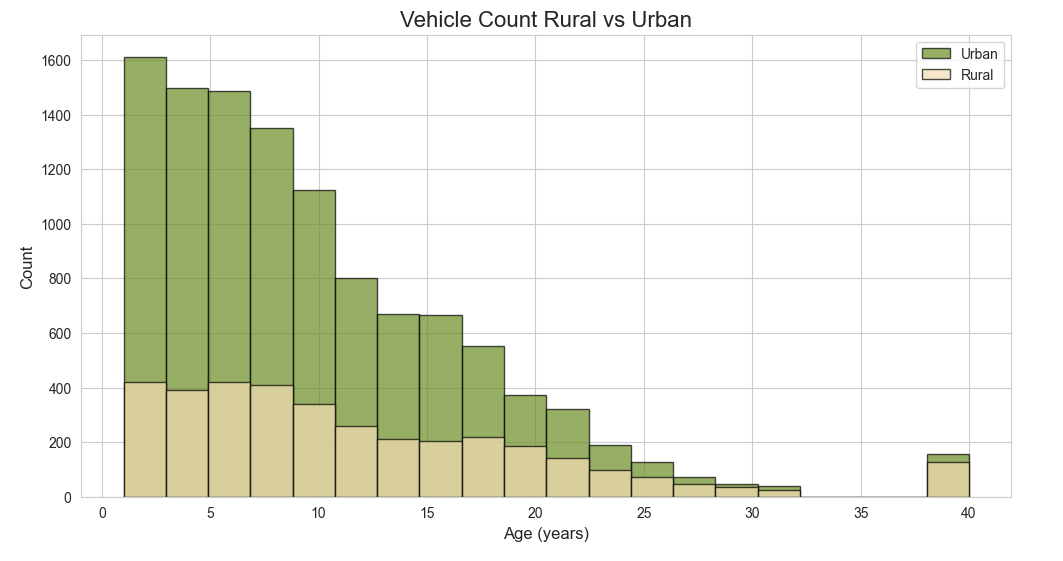 Vehicle Count Rural vs Urban
Urban
Rural
1600
1400
1200
1000
800
600
400
200
0
Count
0 5 10 15 20 25 30 35 40
Age (years)